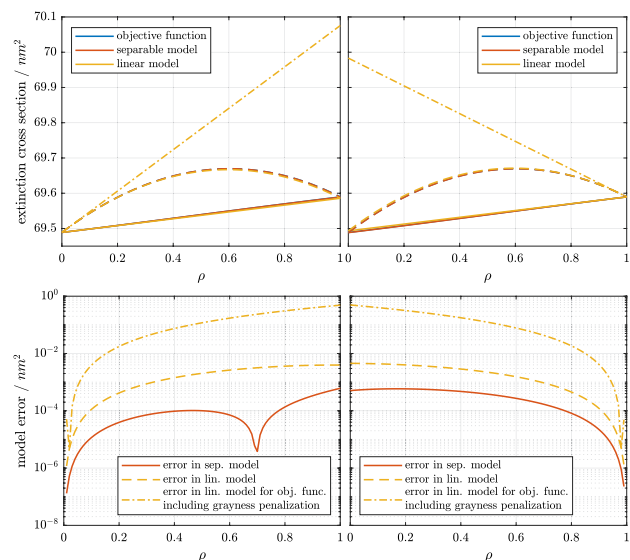 extinction cross section / nm²
70.1
70
69.9
69.8
69.7
69.6
69.5
objective function
separable model
linear model
0 0.2 0.4 0.6 0.8 1
ρ
objective function
separable model
linear model
0.2 0.4 0.6 0.8 1
ρ
model error / nm²
10⁰
10⁻²
10⁻⁴
10⁻⁶
10⁻⁸
error in sep. model
error in lin. model
error in lin. model for obj. func.
including grayness penalization
0 0.2 0.4 0.6 0.8 1
ρ
error in sep. model
error in lin. model
error in lin. model for obj. func.
including grayness penalization
0 0.2 0.4 0.6 0.8 1
ρ